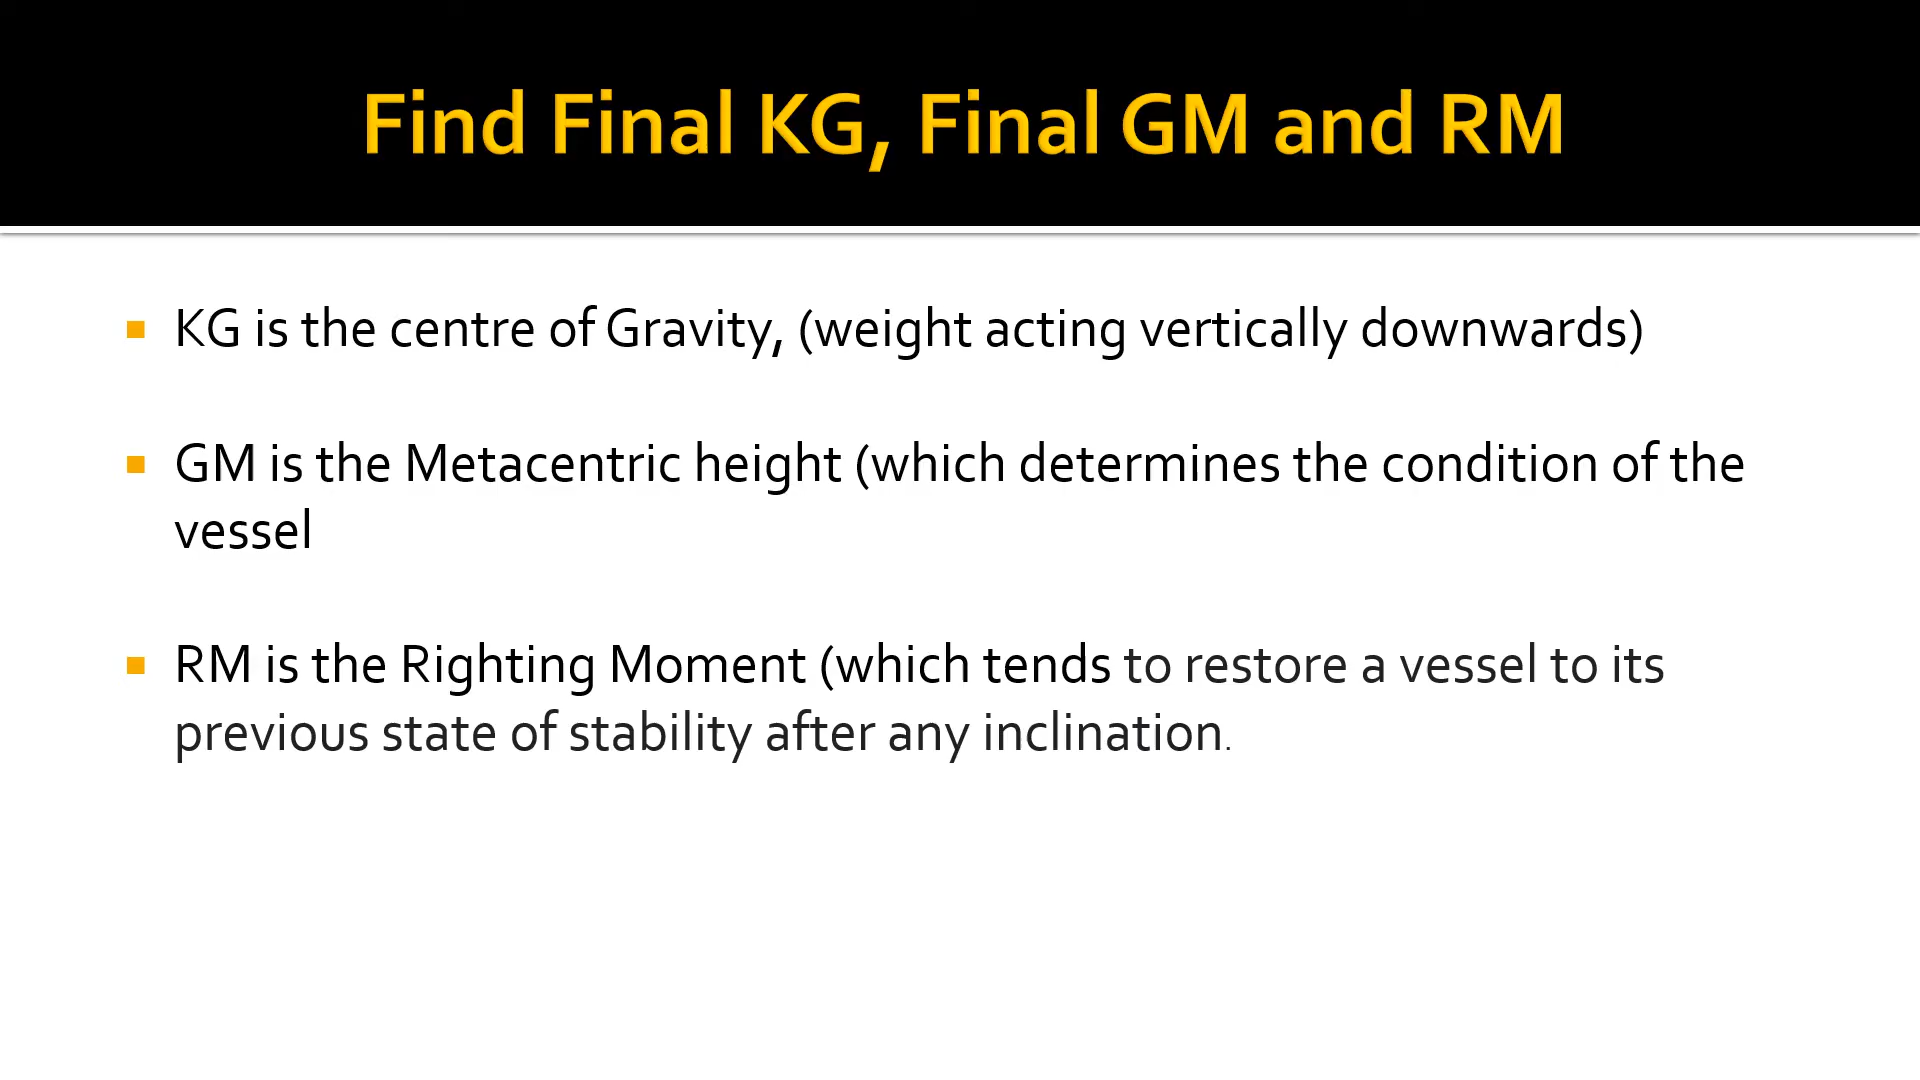 Find Final KG, Final GM and RM
KG is the centre of Gravity, (weight acting vertically downwards)
GM is the Metacentric height (which determines the condition of the
vessel
RM is the Righting Moment (which tends to restore a vessel to its
previous state of stability after any inclination.